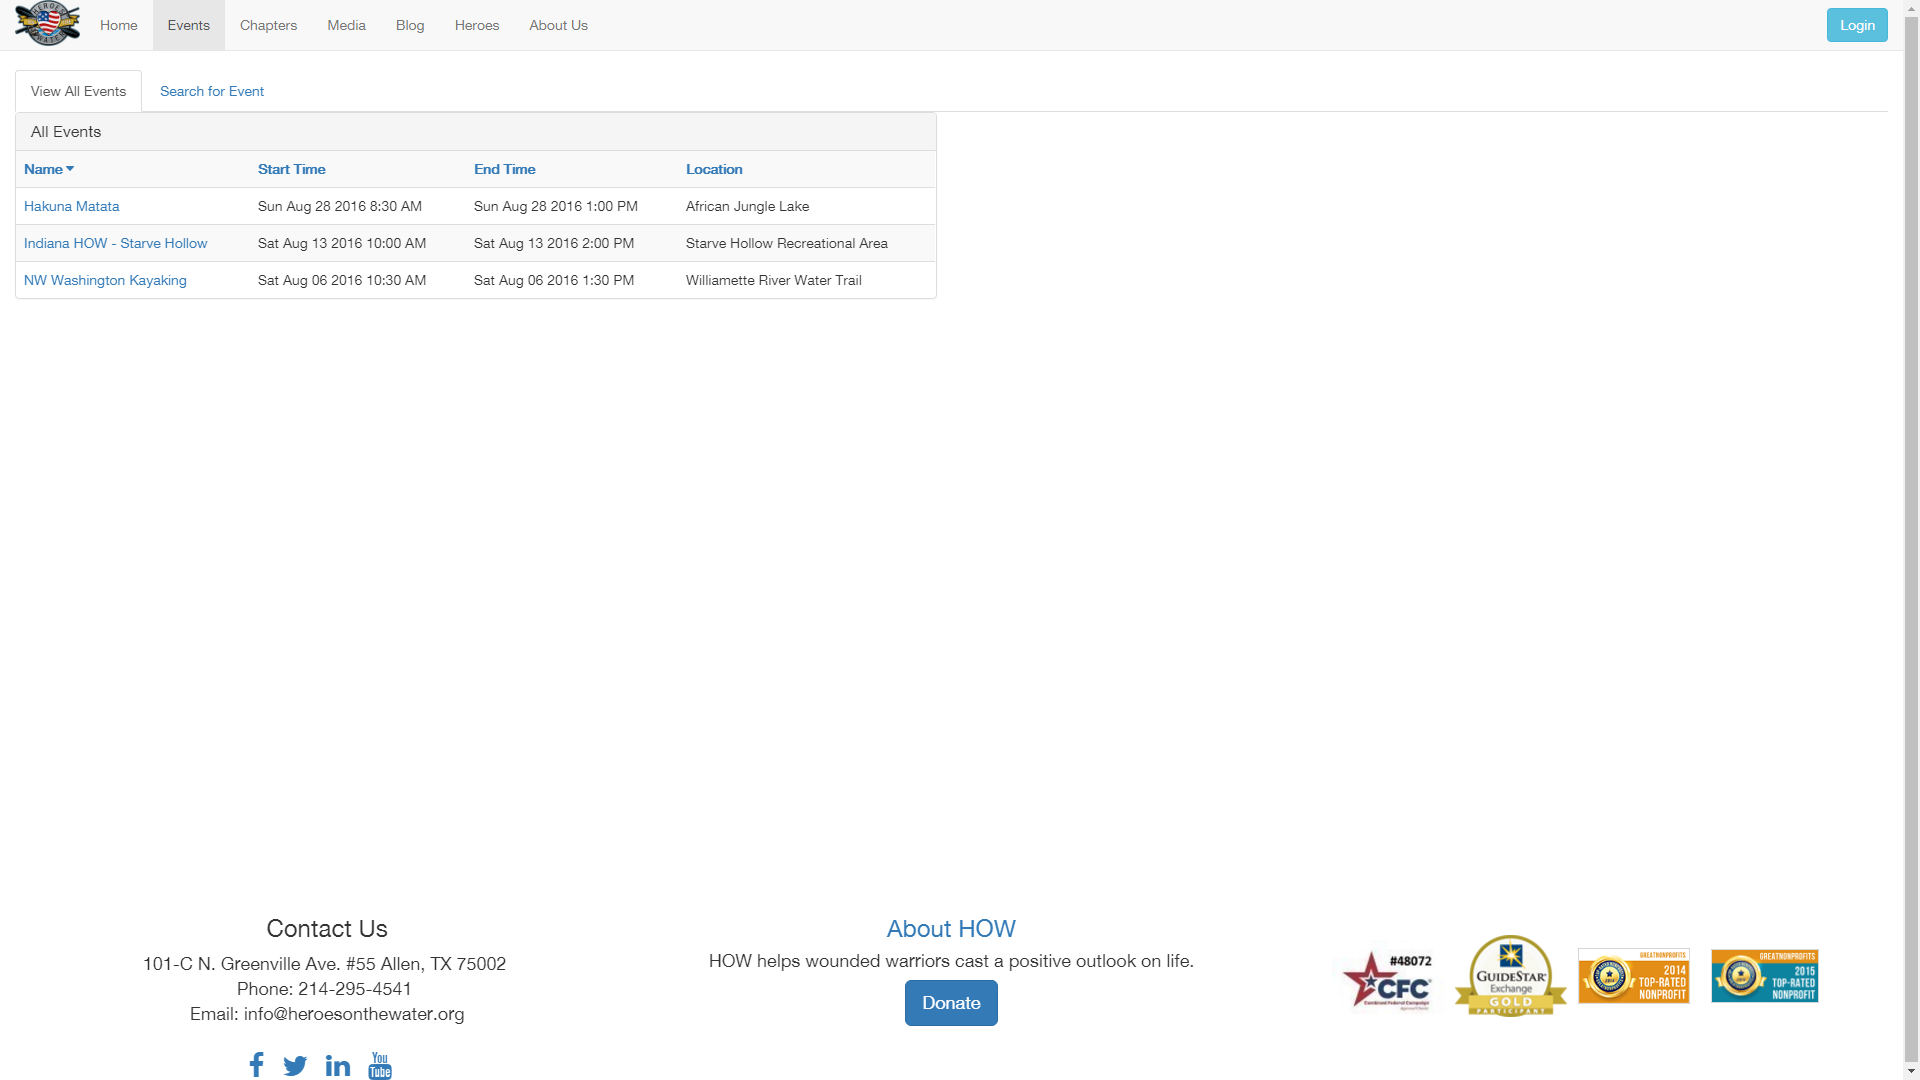 HEROES
WATER
Home
Events
Chapters
Media
Blog
Heroes
About Us
Login
View All Events
Search for Event
All Events
Name Start Time End Time Location
Hakuna Matata Sun Aug 28 2016 8:30 AM Sun Aug 28 2016 1:00 PM African Jungle Lake
Indiana HOW - Starve Hollow Sat Aug 13 2016 10:00 AM Sat Aug 13 2016 2:00 PM Starve Hollow Recreational Area
NW Washington Kayaking Sat Aug 06 2016 10:30 AM Sat Aug 06 2016 1:30 PM Williamette River Water Trail
Contact Us
101-C N. Greenville Ave. #55 Allen, TX 75002
Phone: 214-295-4541
Email: info@heroesonthewater.org
You
Tube
About HOW
HOW helps wounded warriors cast a positive outlook on life.
Donate
#48072
CFC
Combined Federal Campaign
GUIDESTAR
Exchange
GOLD
PARTICIPANT
GREATNONPROFITS
2014
TOP-RATED
NONPROFIT
GREATNONPROFITS
2015
TOP-RATED
NONPROFIT